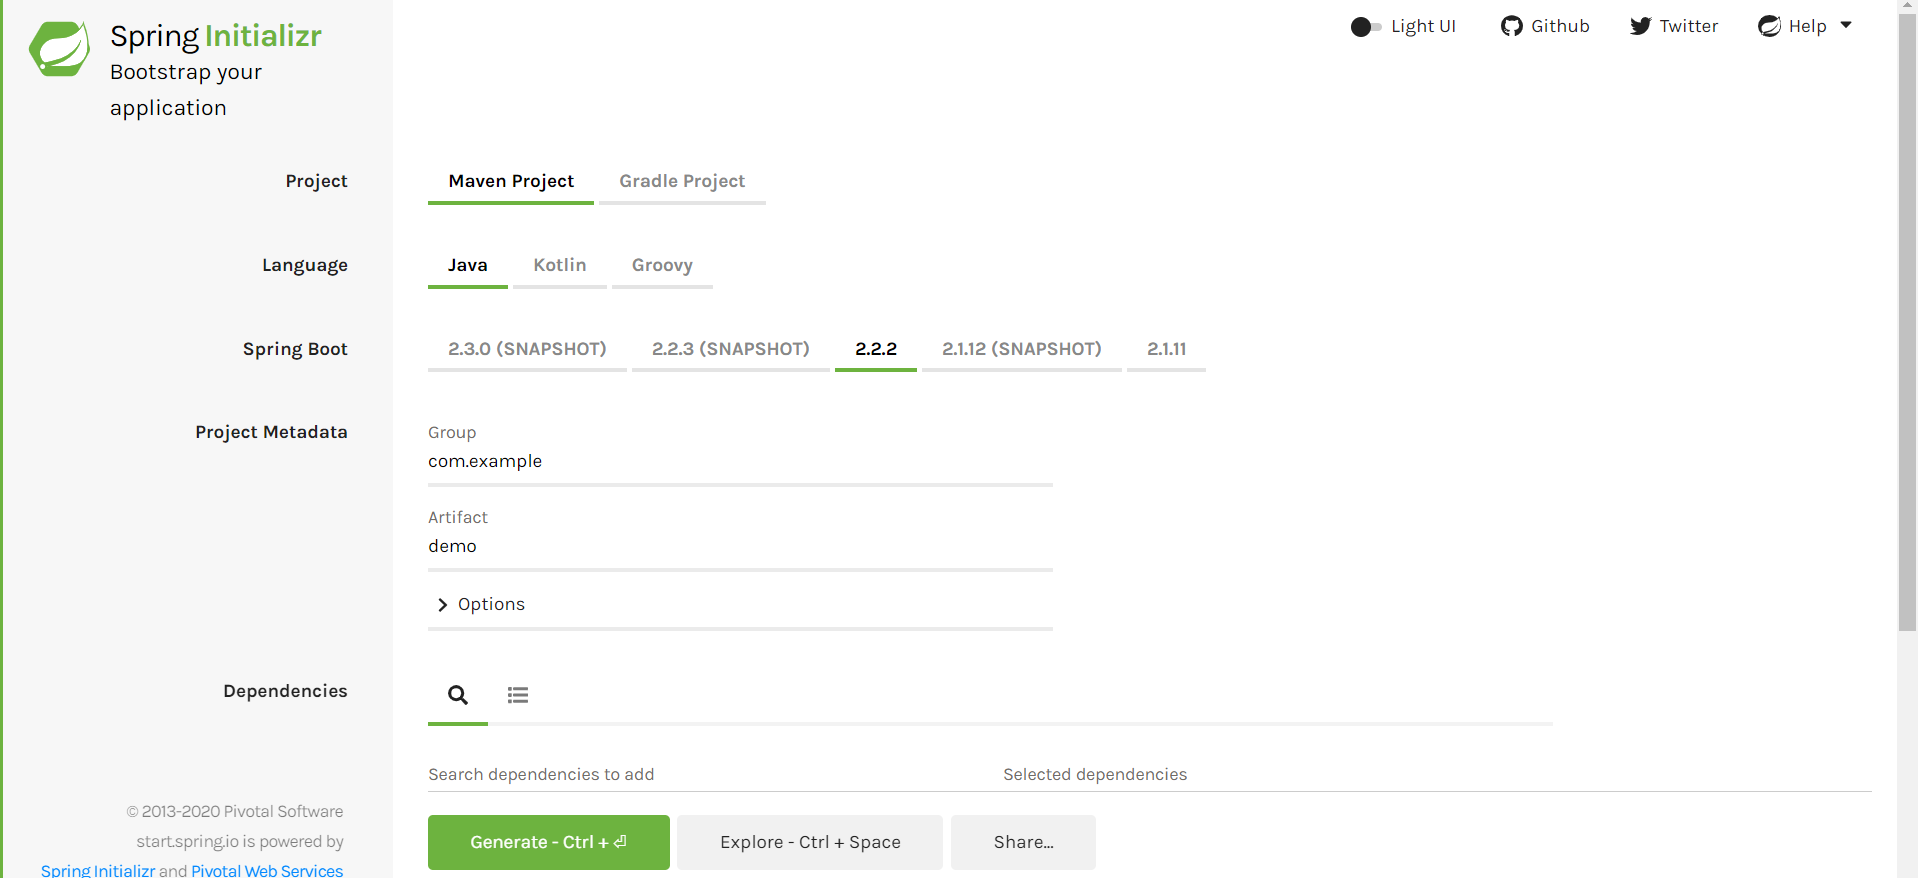 Spring Initializr
Bootstrap your
application
Light UI
Github
Twitter
Help
Project
Maven Project
Gradle Project
Language
Java
Kotlin
Groovy
Spring Boot
2.3.0 (SNAPSHOT)
2.2.3 (SNAPSHOT)
2.2.2
2.1.12 (SNAPSHOT)
2.1.11
Project Metadata
Group
com.example
Artifact
demo
Options
Dependencies
Search dependencies to add
Selected dependencies
© 2013-2020 Pivotal Software
start.spring.io is powered by
Spring Initializr and Pivotal Web Services
Generate - Ctrl + ⏎
Explore - Ctrl + Space
Share...